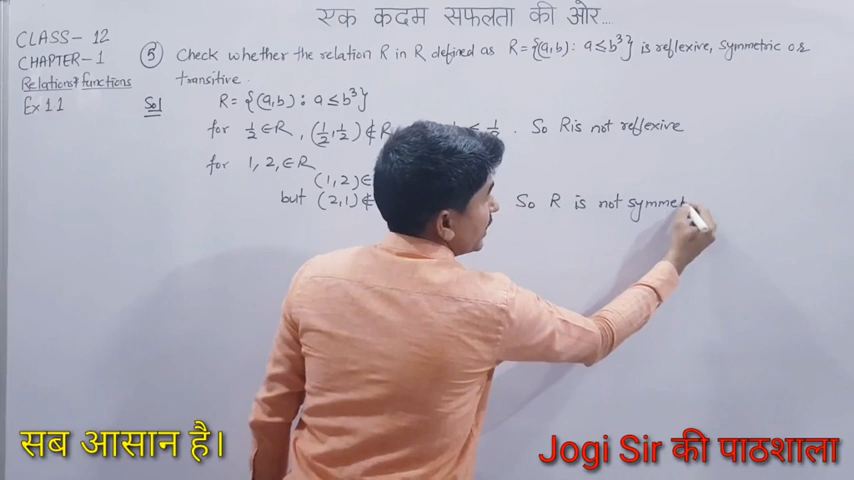 एक कदम सफलता की ओर...
CLASS- 12
CHAPTER-1
Relations & functions
Ex 1.1
(5) Check whether the relation R in R defined as R = {(a,b) : a ≤ b³} is reflexive, symmetric or
transitive.
Sol R = {(a,b) : a ≤ b³}
for 1/2 ∈ R, (1/2, 1/2) ∉ R So R is not reflexive
for 1, 2, ∈ R
(1,2) ∈
but (2,1) ∉ So R is not symmet
सब आसान है।
Jogi Sir की पाठशाला